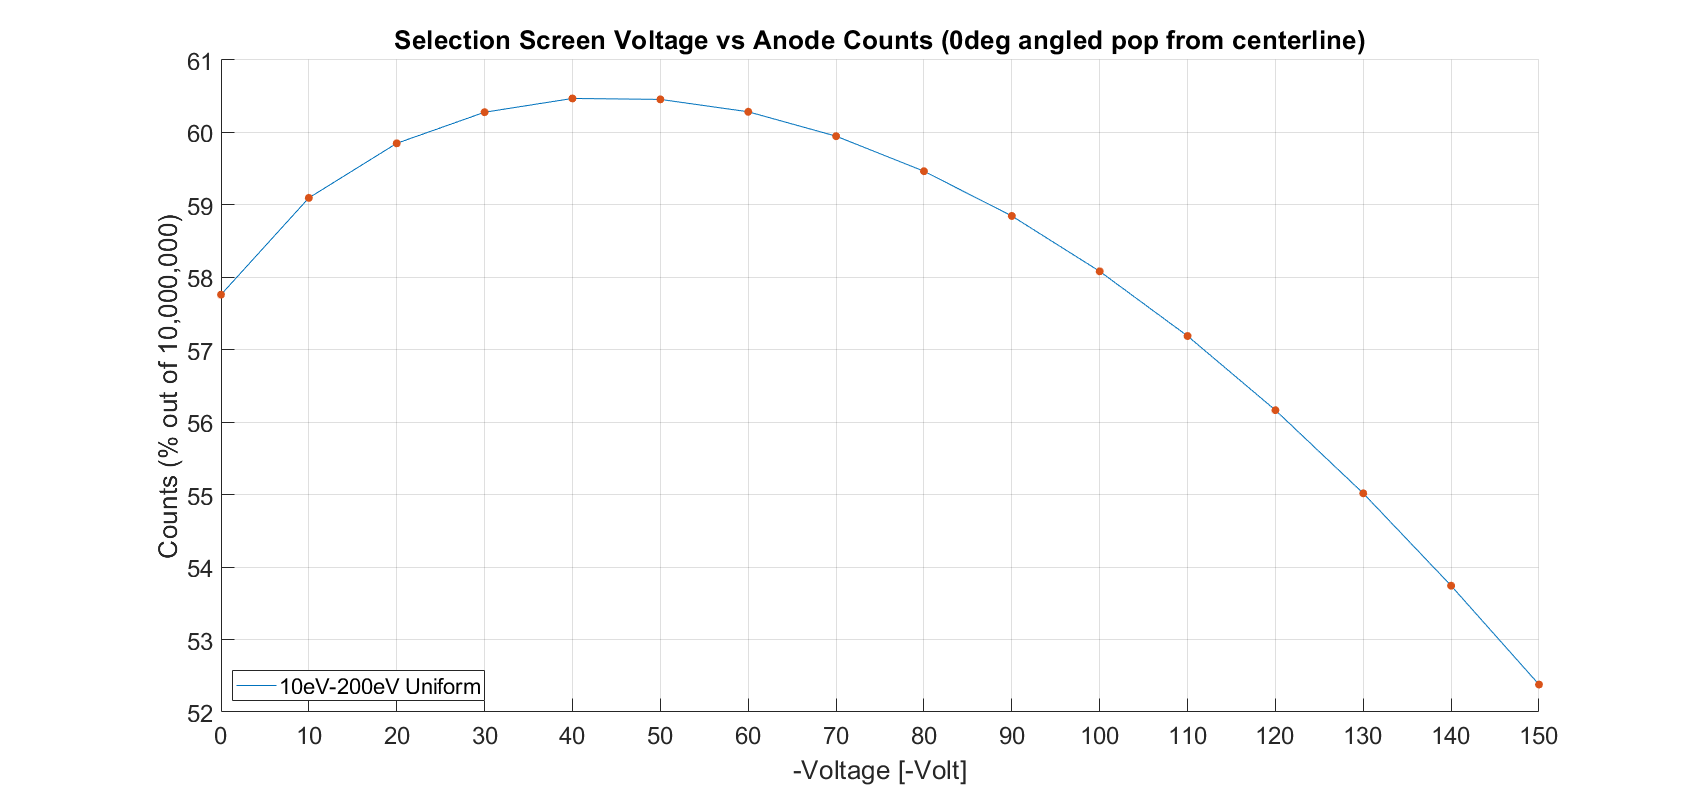 Selection Screen Voltage vs Anode Counts (0deg angled pop from centerline)
Counts (% out of 10,000,000)
61
60
59
58
57
56
55
54
53
52
10eV-200eV Uniform
0 10 20 30 40 50 60 70 80 90 100 110 120 130 140 150
-Voltage [-Volt]